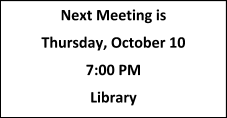 Next Meeting is
Thursday, October 10
7:00 PM
Library